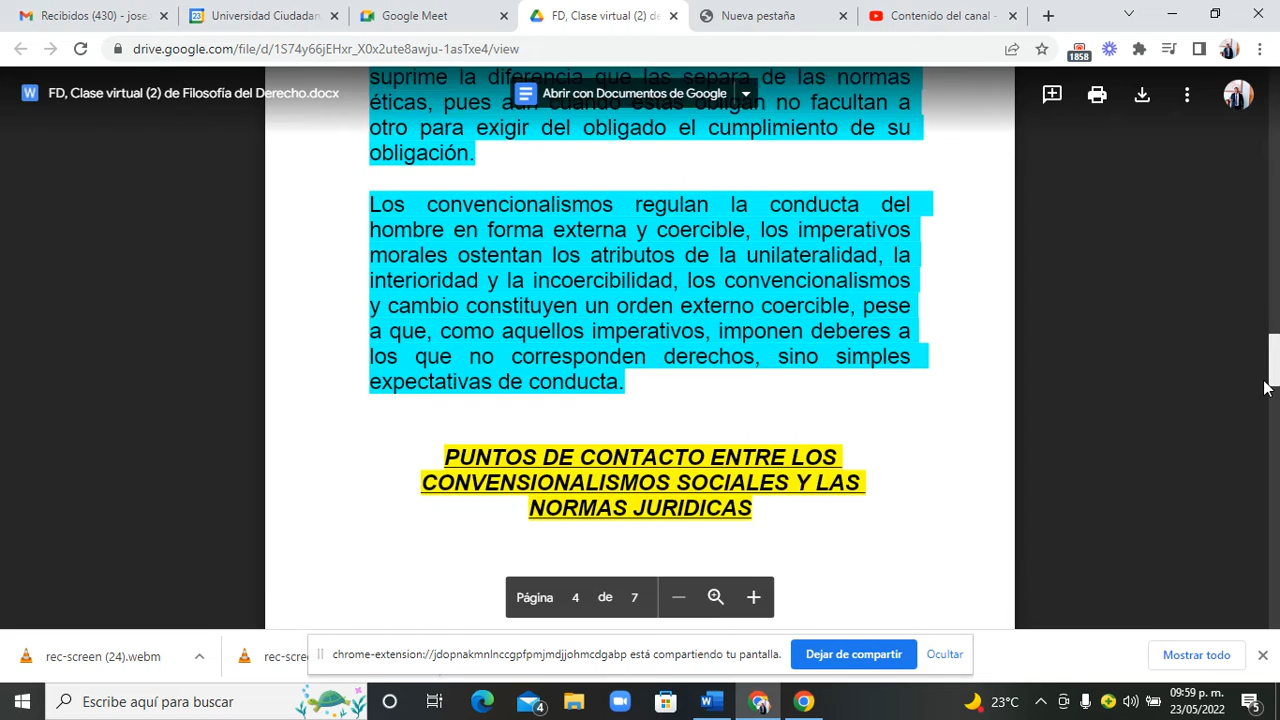 Recibidos (430) - jose.
Universidad Ciudadan
Google Meet
FD, Clase virtual (2) de
Nueva pestaña
Contenido del canal -
drive.google.com/file/d/1S74y66jEHxr_X0x2ute8awju-1asTxe4/view
1858
FD, Clase virtual (2) de Filosofía del Derecho.docx
Abrir con Documentos de Google
suprime la diferencia que las separa de las normas
éticas, pues aun cuando éstas obligan no facultan a
otro para exigir del obligado el cumplimiento de su
obligación.
Los convencionalismos regulan la conducta del
hombre en forma externa y coercible, los imperativos
morales ostentan los atributos de la unilateralidad, la
interioridad y la incoercibilidad, los convencionalismos
y cambio constituyen un orden externo coercible, pese
a que, como aquellos imperativos, imponen deberes a
los que no corresponden derechos, sino simples
expectativas de conducta.
PUNTOS DE CONTACTO ENTRE LOS
CONVENSIONALISMOS SOCIALES Y LAS
NORMAS JURIDICAS
Página 4 de 7
rec-screen (24).webm
rec-scre
chrome-extension://jdopnakmnlnccgpfpmjmdjjohmcdgabp está compartiendo tu pantalla.
Dejar de compartir
Ocultar
Mostrar todo
Escribe aquí para buscar
4
23°C
09:59 p. m.
23/05/2022
5